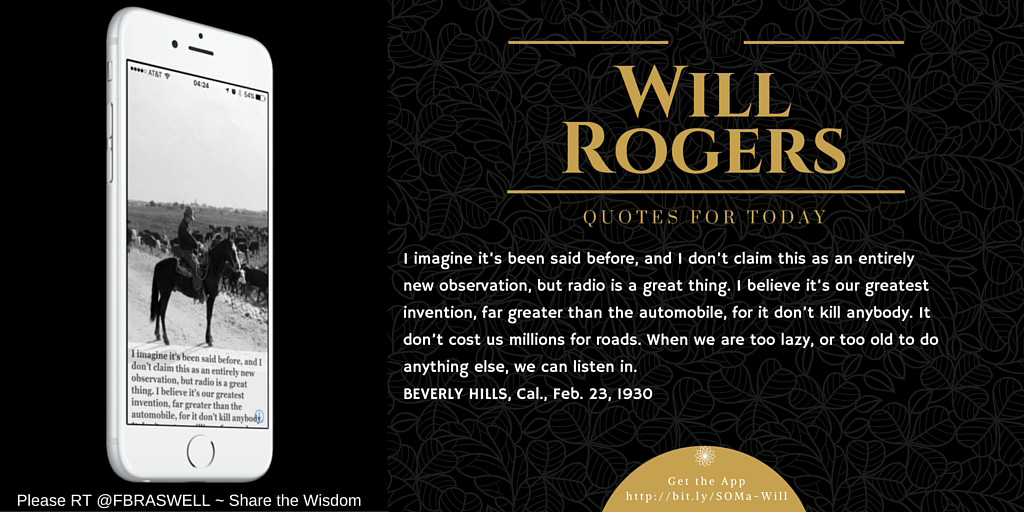 AT&T
04:24
54%
I imagine it's been said before, and I
don't claim this as an entirely new
observation, but radio is a great
thing. I believe it's our greatest
invention, far greater than the
automobile, for it don't kill anybody.
Please RT @FBRASWELL ~ Share the Wisdom
WILL
ROGERS
QUOTES FOR TODAY
I imagine it's been said before, and I don't claim this as an entirely
new observation, but radio is a great thing. I believe it's our greatest
invention, far greater than the automobile, for it don't kill anybody. It
don't cost us millions for roads. When we are too lazy, or too old to do
anything else, we can listen in.
BEVERLY HILLS, Cal., Feb. 23, 1930
Get the App
http://bit.ly/SOMa-Will